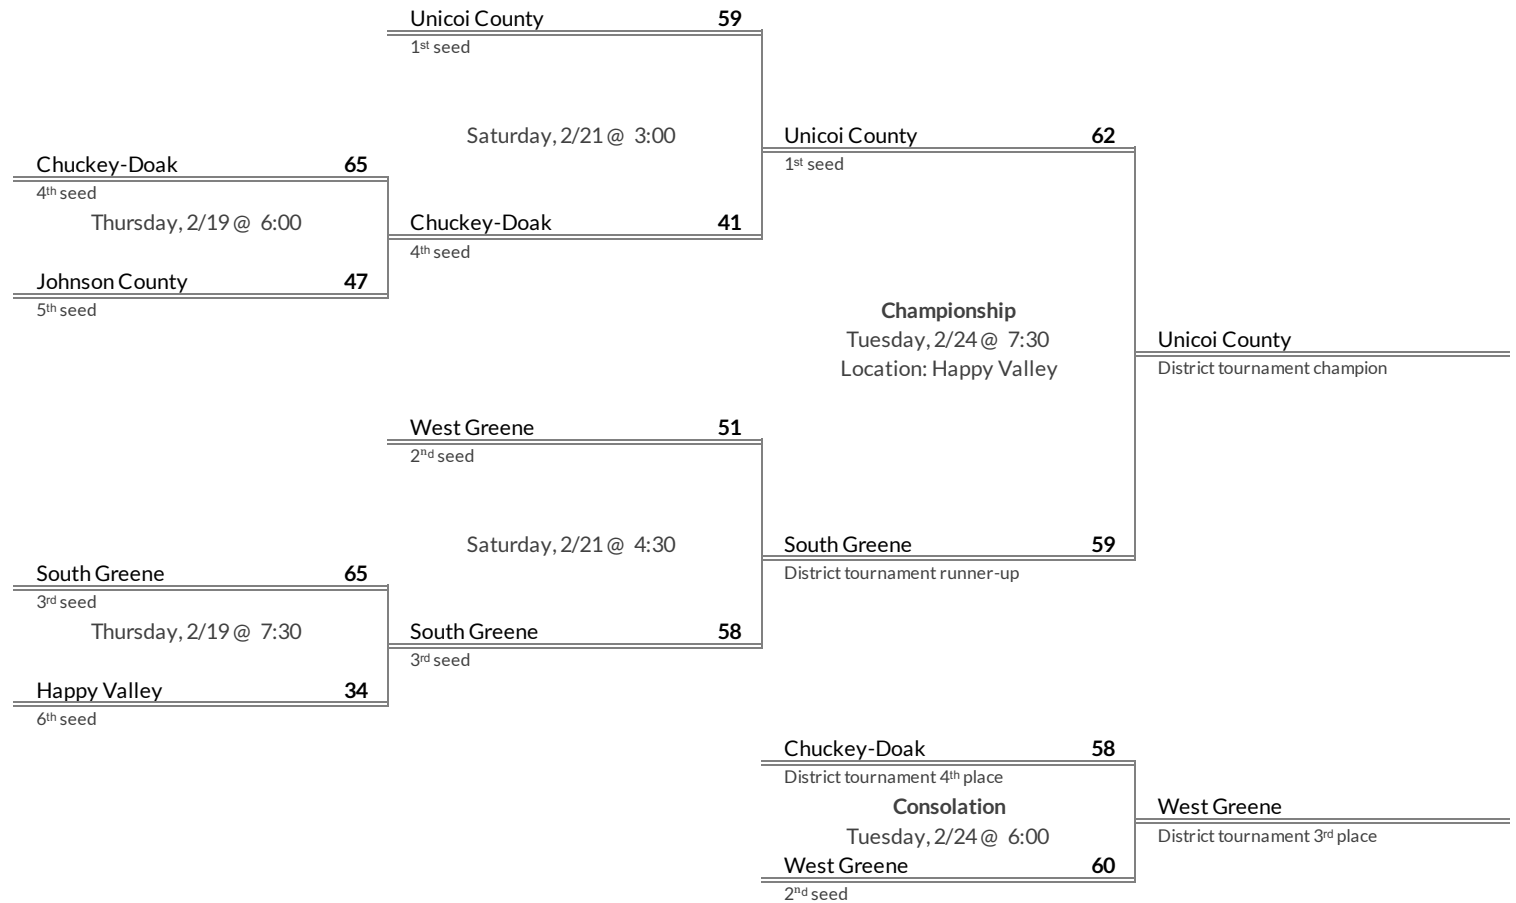 Unicoi County 59
1st seed
Saturday, 2/21 @ 3:00
Unicoi County 62
1st seed
Chuckey-Doak 65
4th seed
Thursday, 2/19 @ 6:00
Chuckey-Doak 41
4th seed
Johnson County 47
5th seed
Championship
Tuesday, 2/24 @ 7:30
Location: Happy Valley
Unicoi County
District tournament champion
West Greene 51
2nd seed
Saturday, 2/21 @ 4:30
South Greene 59
District tournament runner-up
South Greene 65
3rd seed
Thursday, 2/19 @ 7:30
South Greene 58
3rd seed
Happy Valley 34
6th seed
Chuckey-Doak 58
District tournament 4th place
Consolation
Tuesday, 2/24 @ 6:00
West Greene
District tournament 3rd place
West Greene 60
2nd seed